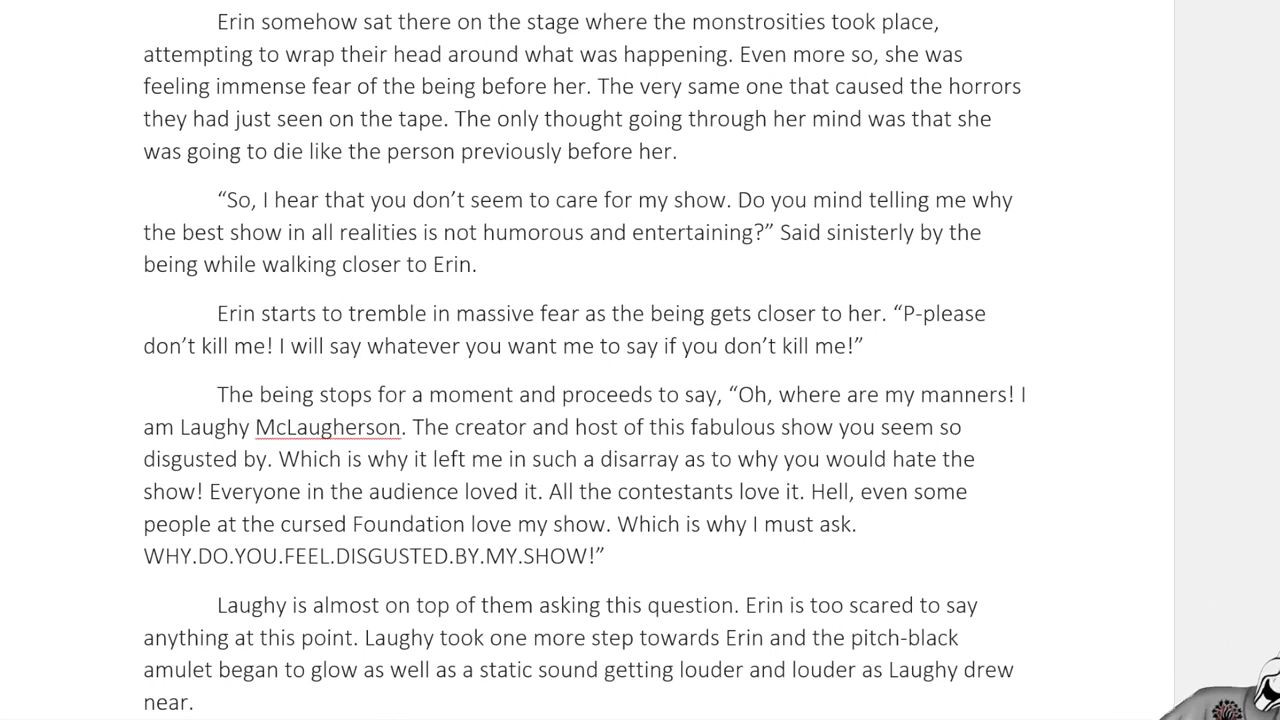 Erin somehow sat there on the stage where the monstrosities took place,
attempting to wrap their head around what was happening. Even more so, she was
feeling immense fear of the being before her. The very same one that caused the horrors
they had just seen on the tape. The only thought going through her mind was that she
was going to die like the person previously before her.
“So, I hear that you don’t seem to care for my show. Do you mind telling me why
the best show in all realities is not humorous and entertaining?” Said sinisterly by the
being while walking closer to Erin.
Erin starts to tremble in massive fear as the being gets closer to her. “P-please
don’t kill me! I will say whatever you want me to say if you don’t kill me!”
The being stops for a moment and proceeds to say, “Oh, where are my manners! I
am Laughy McLaugherson. The creator and host of this fabulous show you seem so
disgusted by. Which is why it left me in such a disarray as to why you would hate the
show! Everyone in the audience loved it. All the contestants love it. Hell, even some
people at the cursed Foundation love my show. Which is why I must ask.
WHY.DO.YOU.FEEL.DISGUSTED.BY.MY.SHOW!”
Laughy is almost on top of them asking this question. Erin is too scared to say
anything at this point. Laughy took one more step towards Erin and the pitch-black
amulet began to glow as well as a static sound getting louder and louder as Laughy drew
near.